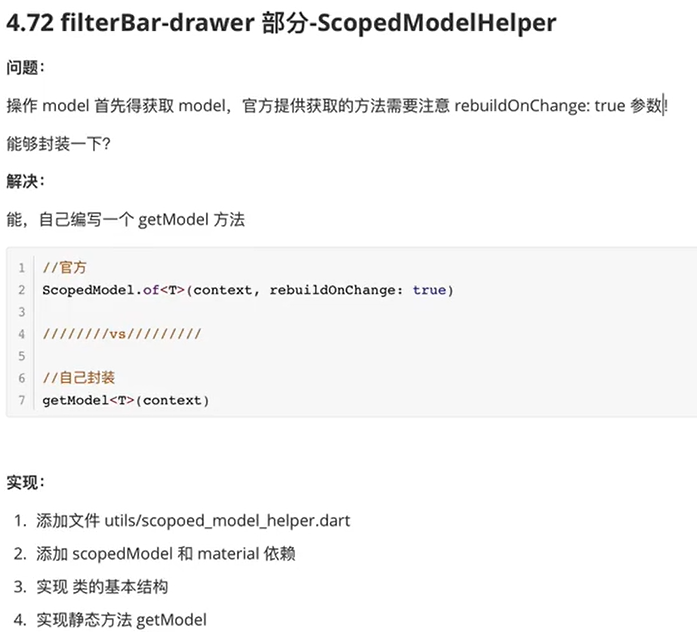 4.72 filterBar-drawer 部分-ScopedModelHelper
问题：
操作 model 首先得获取 model，官方提供获取的方法需要注意 rebuildOnChange: true 参数!
能够封装一下?
解决：
能，自己编写一个 getModel 方法
1 //官方
2 ScopedModel.of<T>(context, rebuildOnChange: true)
3
4 ////////vs/////////
5
6 //自己封装
7 getModel<T>(context)
实现：
1. 添加文件 utils/scopoed_model_helper.dart
2. 添加 scopedModel 和 material 依赖
3. 实现 类的基本结构
4. 实现静态方法 getModel